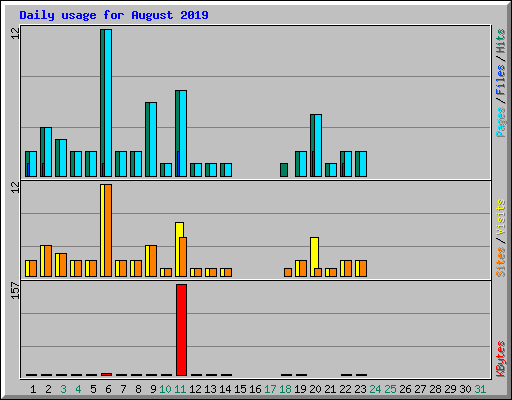 Daily usage for August 2019
12
Pages / Files / Hits
12
Sites / Visits
157
KBytes
1 2 3 4 5 6 7 8 9 10 11 12 13 14 15 16 17 18 19 20 21 22 23 24 25 26 27 28 29 30 31